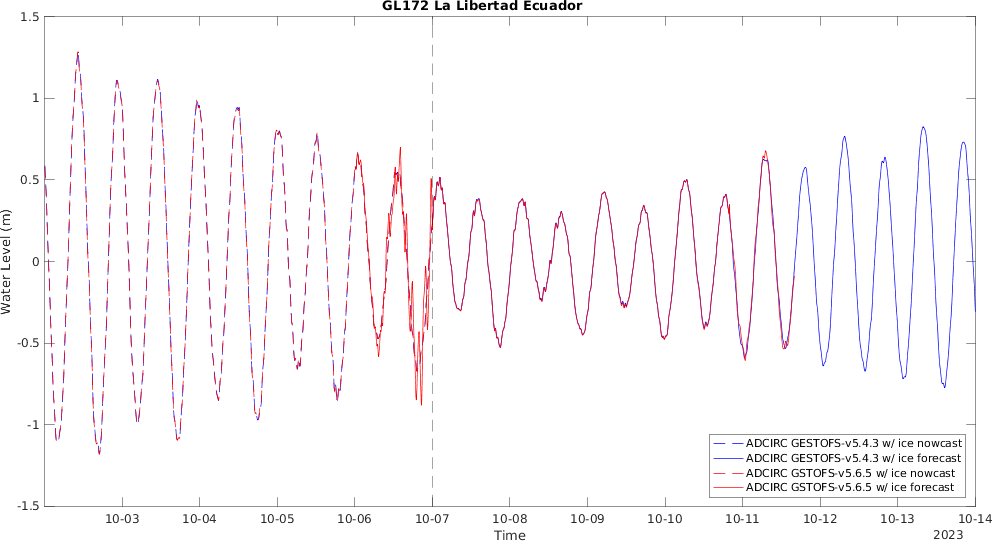 GL172 La Libertad Ecuador
1.5
1
0.5
0
-0.5
-1
-1.5
Water Level (m)
10-03 10-04 10-05 10-06 10-07 10-08 10-09 10-10 10-11 10-12 10-13 10-14
Time
2023
ADCIRC GESTOFS-v5.4.3 w/ ice nowcast
ADCIRC GESTOFS-v5.4.3 w/ ice forecast
ADCIRC GSTOFS-v5.6.5 w/ ice nowcast
ADCIRC GSTOFS-v5.6.5 w/ ice forecast